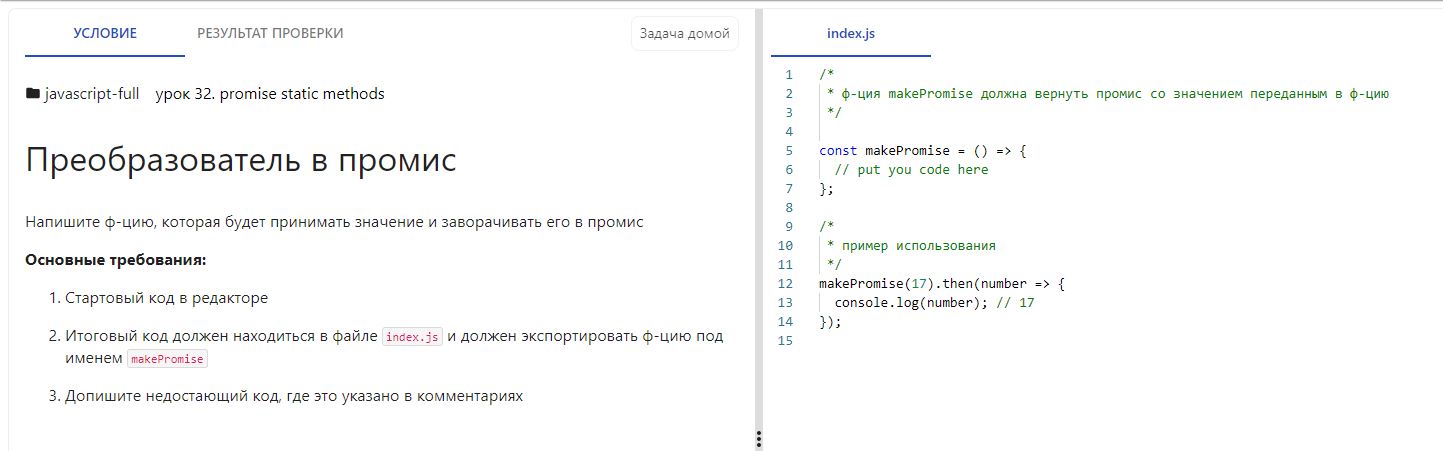 УСЛОВИЕ
РЕЗУЛЬТАТ ПРОВЕРКИ
Задача домой
javascript-full урок 32. promise static methods
Преобразователь в промис
Напишите ф-цию, которая будет принимать значение и заворачивать его в промис
Основные требования:
1. Стартовый код в редакторе
2. Итоговый код должен находиться в файле index.js и должен экспортировать ф-цию под
именем makePromise
3. Допишите недостающий код, где это указано в комментариях
index.js
1 /*
2 * ф-ция makePromise должна вернуть промис со значением переданным в ф-цию
3 */
4
5 const makePromise = () => {
6 // put you code here
7 };
8
9 /*
10 * пример использования
11 */
12 makePromise(17).then(number => {
13 console.log(number); // 17
14 });
15